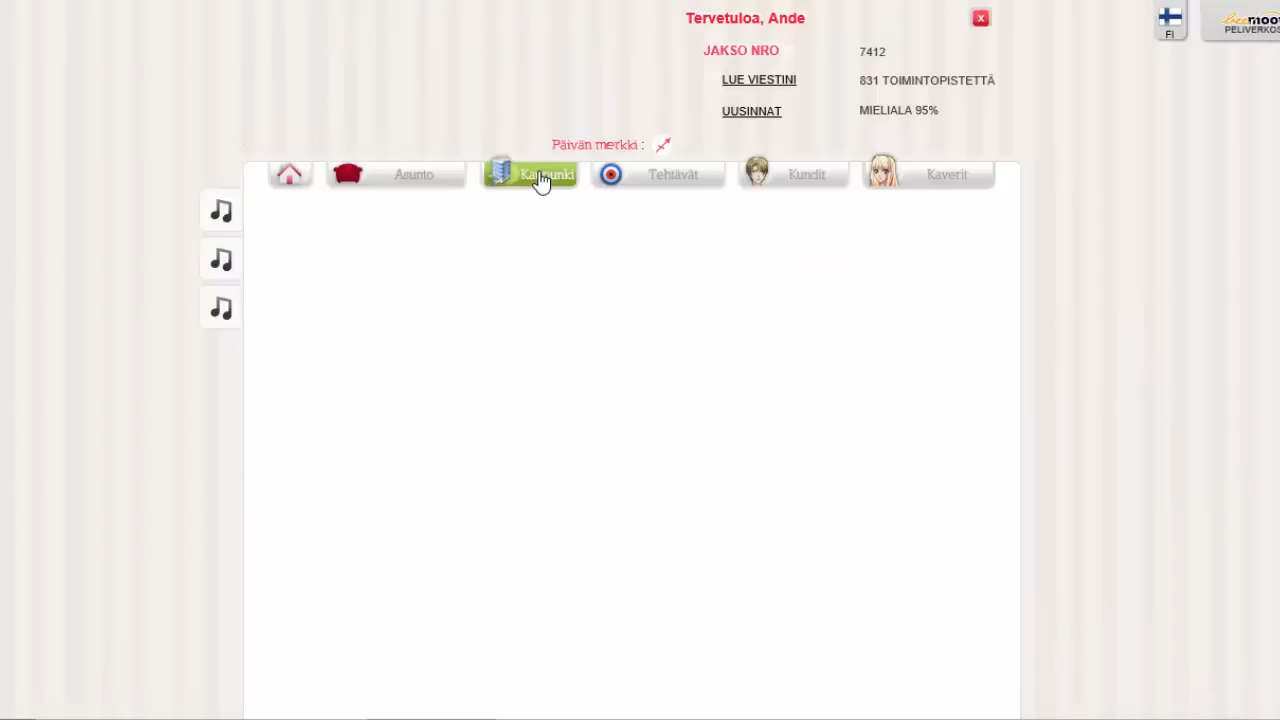 Tervetuloa, Ande
x
FI
PELIVERKOS
JAKSO NRO 7412
LUE VIESTINI 831 TOIMINTOPISTETTÄ
UUSINNAT MIELIALA 95%
Päivän merkki :
Asunto Kaupunki Tehtävät Kundit Kaverit